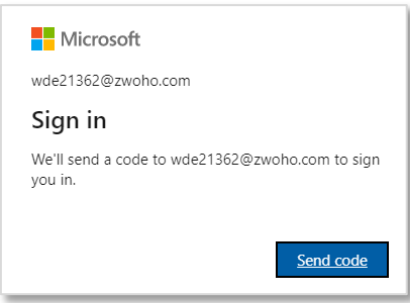 Microsoft
wde21362@zwoho.com
Sign in
We'll send a code to wde21362@zwoho.com to sign
you in.
Send code